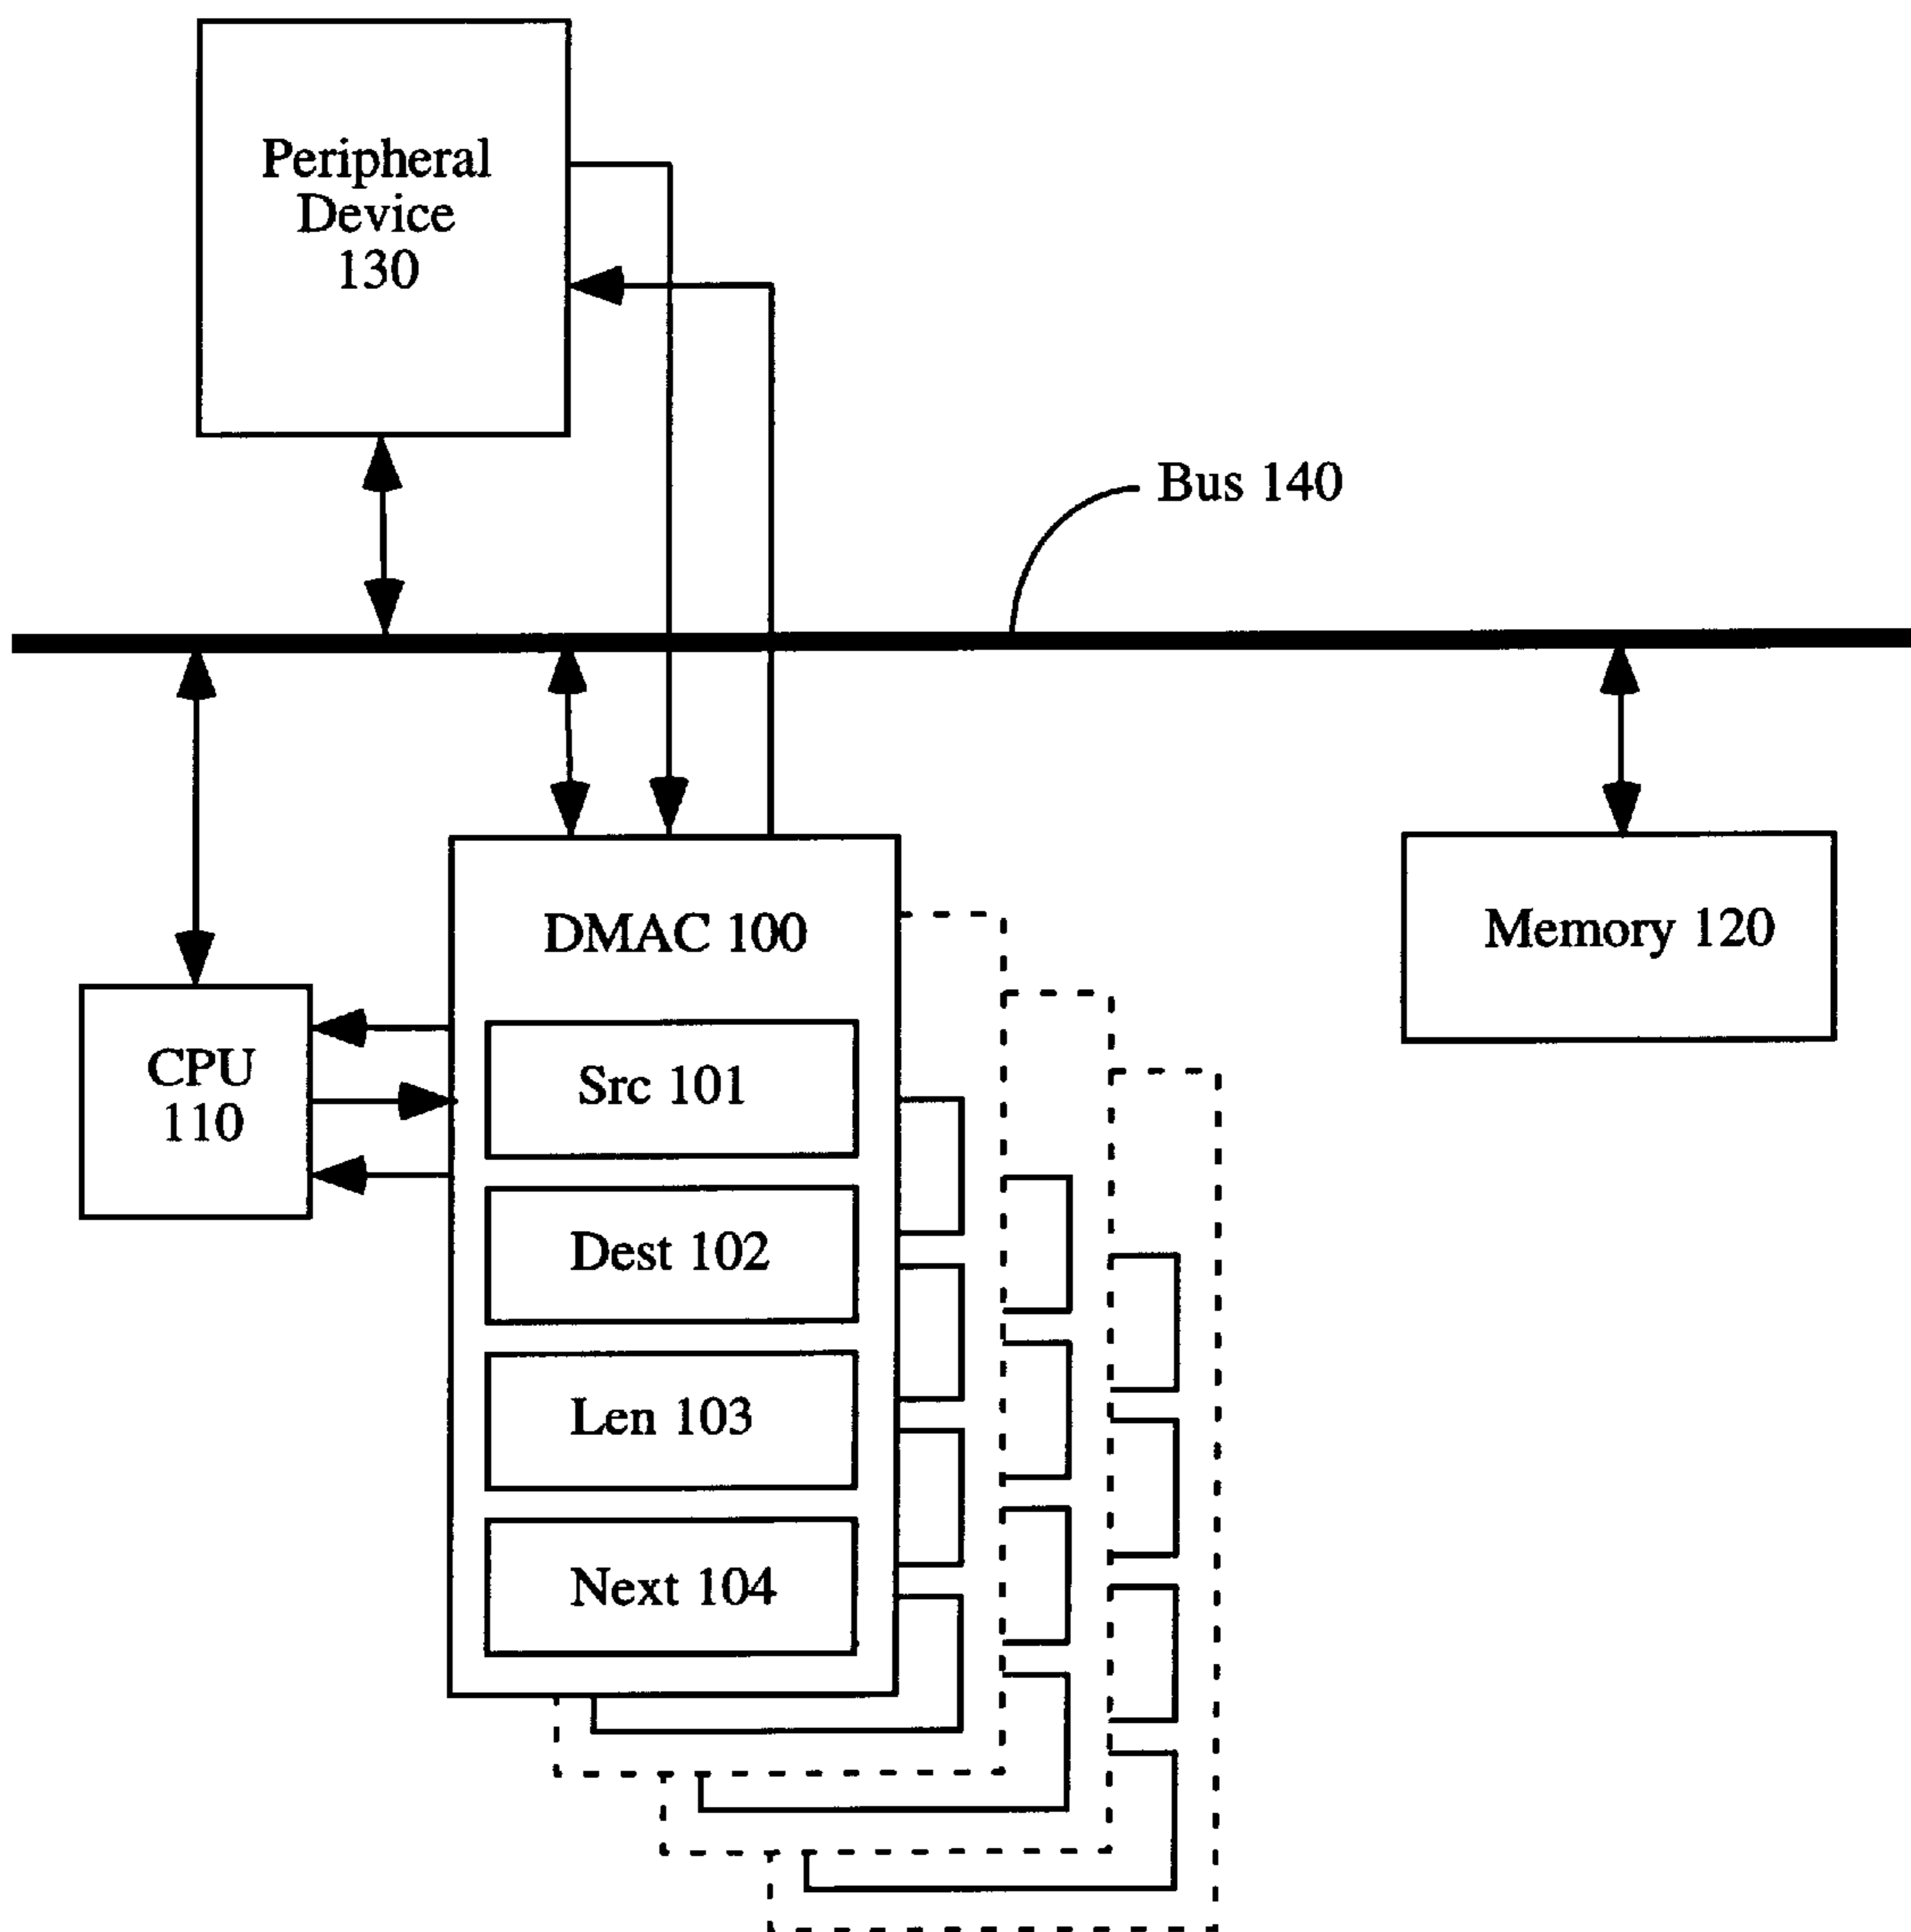 Peripheral
Device
130
Bus 140
DMAC 100
Memory 120
CPU
110
Src 101
Dest 102
Len 103
Next 104